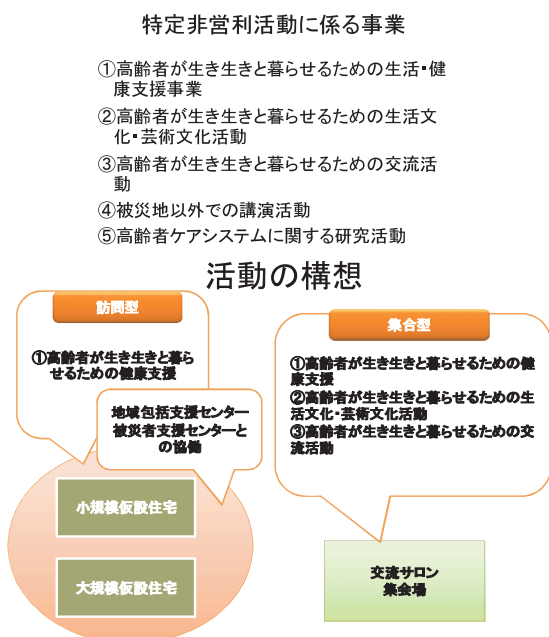 特定非営利活動に係る事業
①高齢者が生き生きと暮らせるための生活・健
康支援事業
②高齢者が生き生きと暮らせるための生活文
化・芸術文化活動
③高齢者が生き生きと暮らせるための交流活
動
④被災地以外での講演活動
⑤高齢者ケアシステムに関する研究活動
活動の構想
訪問型
①高齢者が生き生きと暮ら
せるための健康支援
地域包括支援センター
被災者支援センターと
の協働
小規模仮設住宅
大規模仮設住宅
集合型
①高齢者が生き生きと暮らせるための健
康支援
②高齢者が生き生きと暮らせるための生
活文化・芸術文化活動
③高齢者が生き生きと暮らせるための交
流活動
交流サロン
集会場